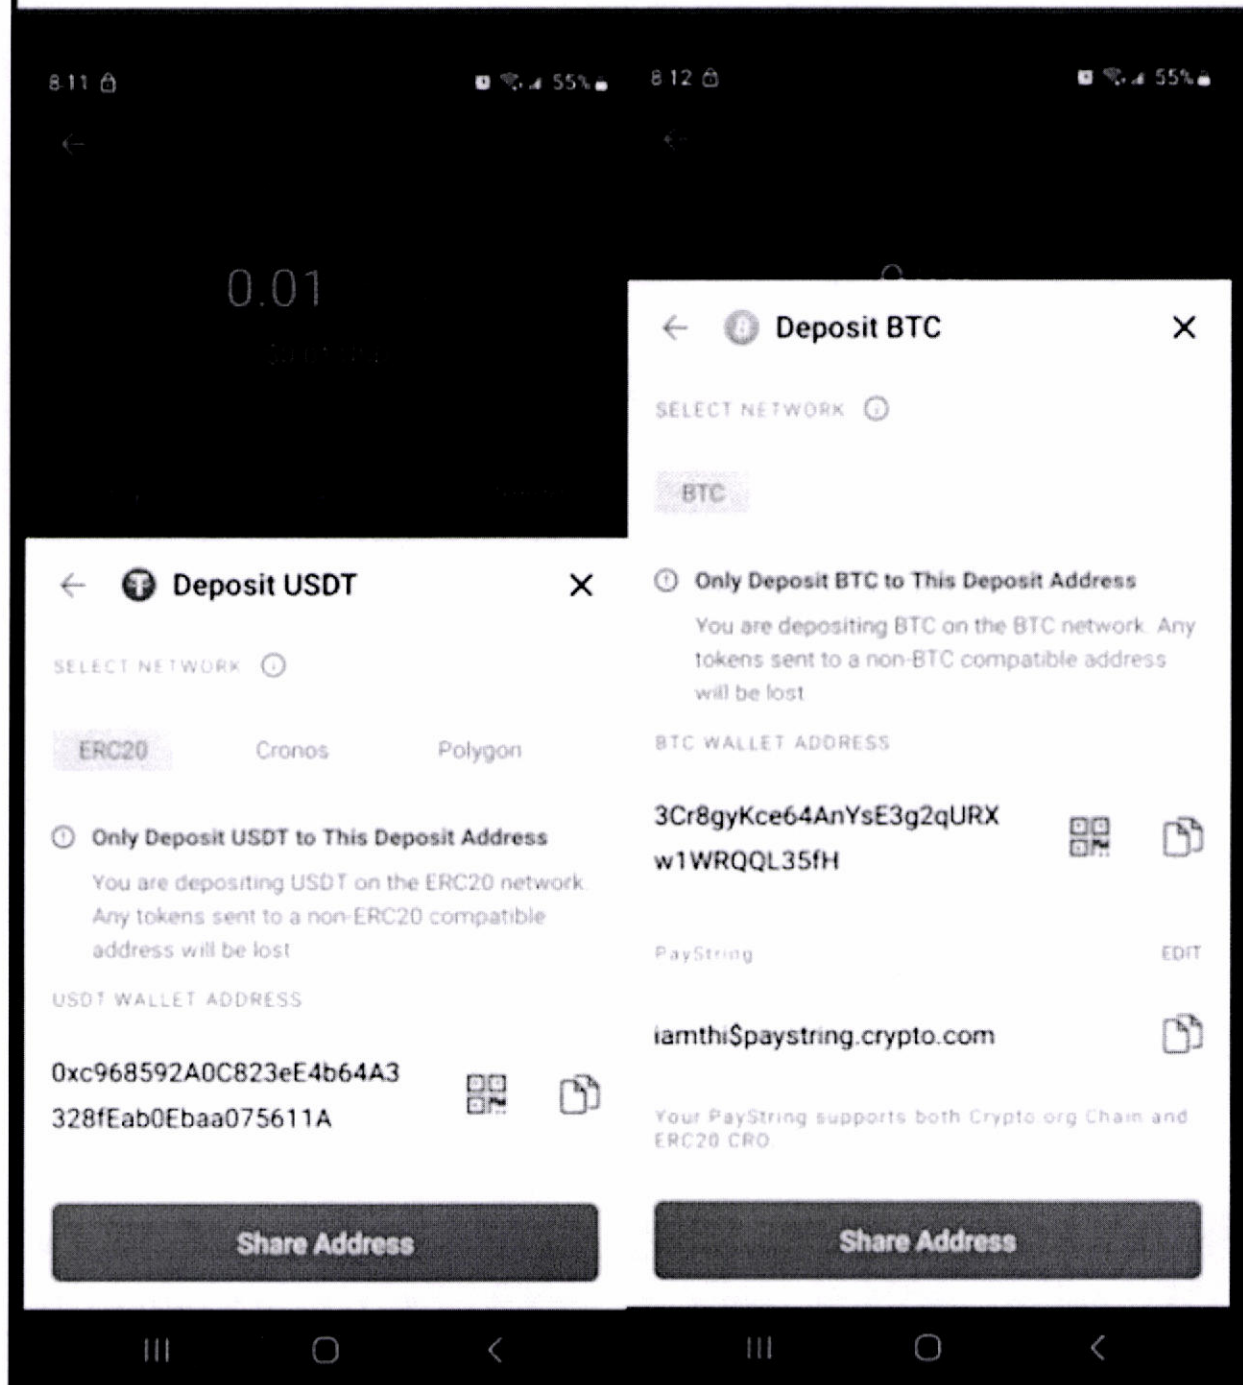 8:11
55%
0.01
Deposit USDT
SELECT NETWORK
ERC20 Cronos Polygon
Only Deposit USDT to This Deposit Address
You are depositing USDT on the ERC20 network.
Any tokens sent to a non-ERC20 compatible
address will be lost
USDT WALLET ADDRESS
0xc968592A0C823eE4b64A3
328fEab0Ebaa075611A
Share Address
8:12
55%
Deposit BTC
SELECT NETWORK
BTC
Only Deposit BTC to This Deposit Address
You are depositing BTC on the BTC network. Any
tokens sent to a non-BTC compatible address
will be lost
BTC WALLET ADDRESS
3Cr8gyKce64AnYsE3g2qURX
w1WRQQL35fH
PayString EDIT
iamthi$paystring.crypto.com
Your PayString supports both Crypto.org Chain and
ERC20 CRO.
Share Address